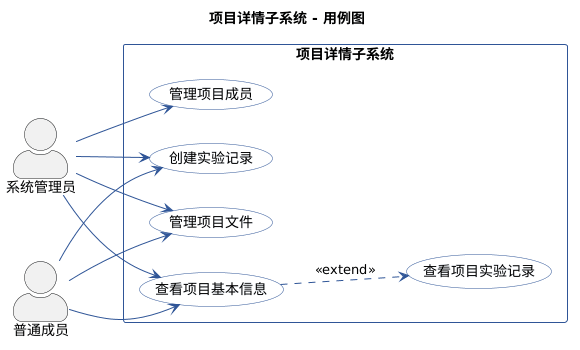 项目详情子系统 - 用例图
项目详情子系统
管理项目成员
创建实验记录
系统管理员
管理项目文件
«extend»
查看项目实验记录
查看项目基本信息
普通成员